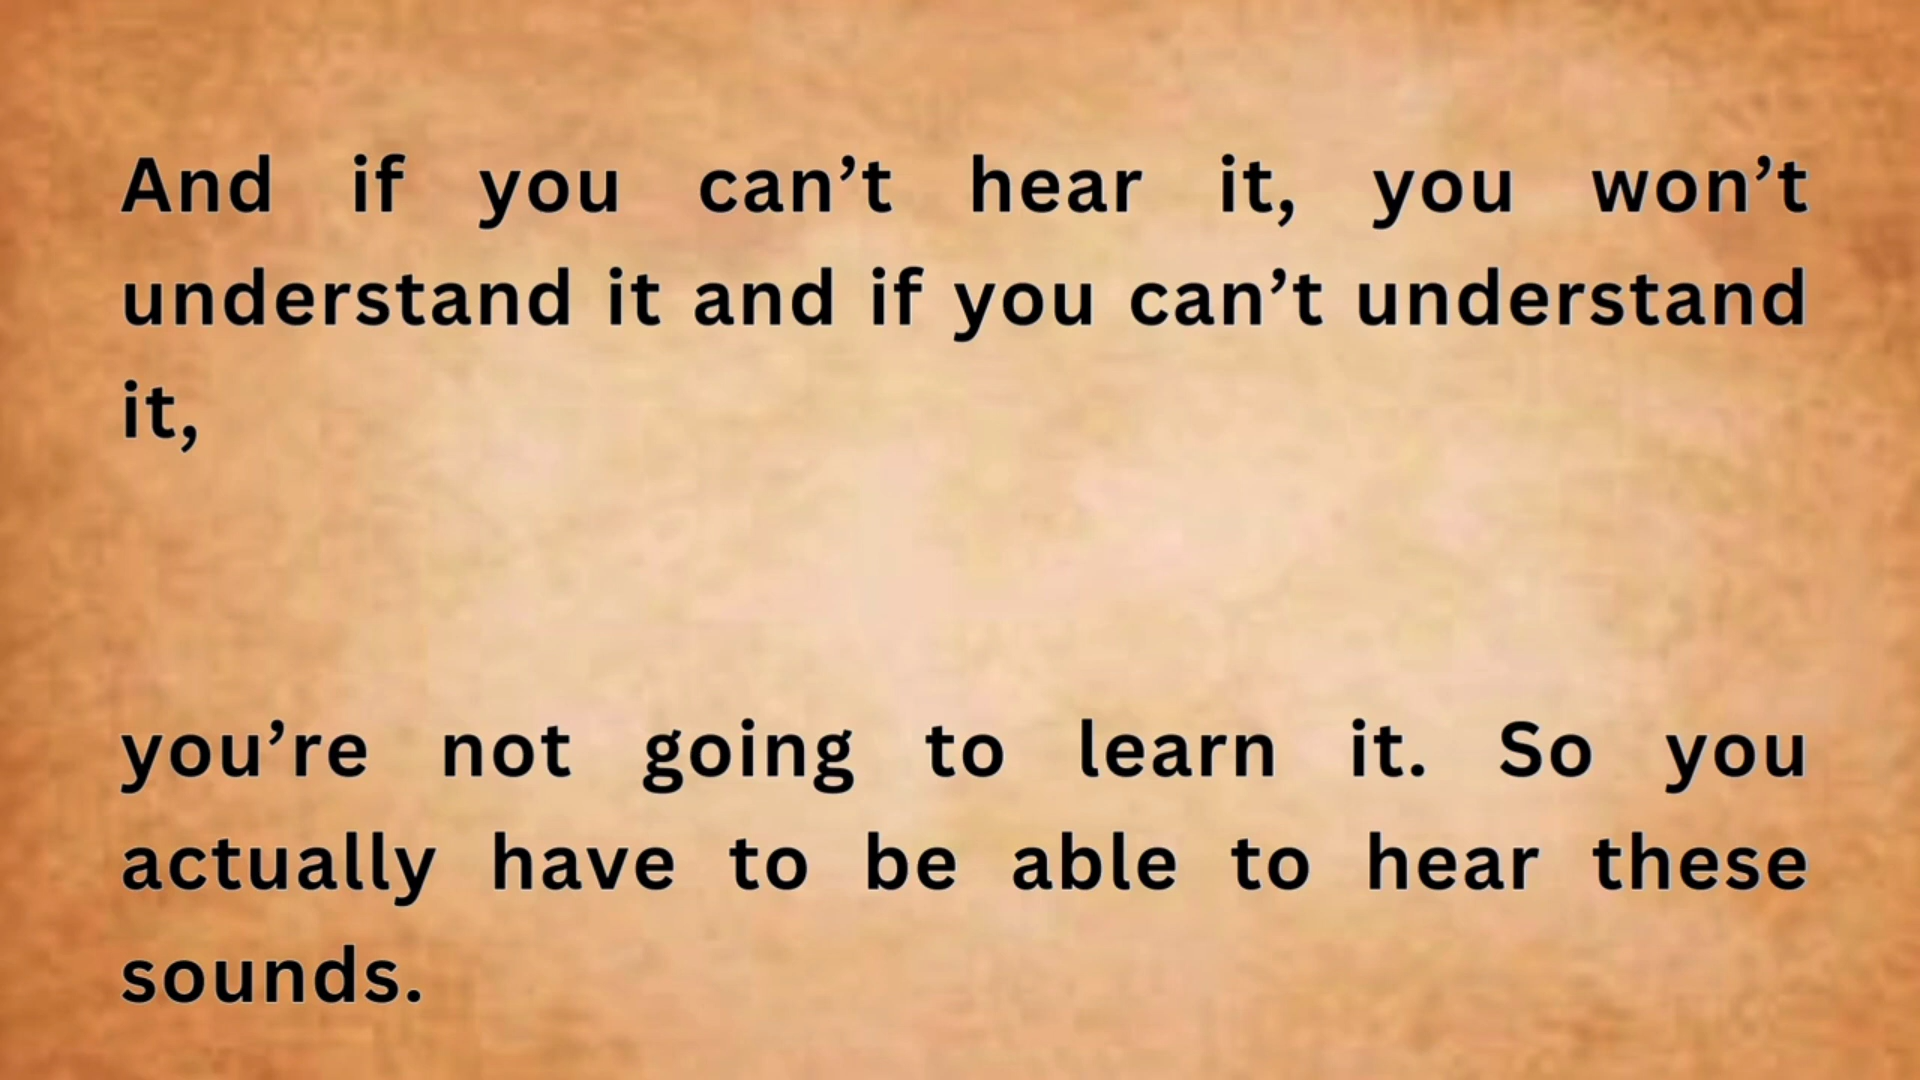 And if you can’t hear it, you won’t
understand it and if you can’t understand
it,
you’re not going to learn it. So you
actually have to be able to hear these
sounds.